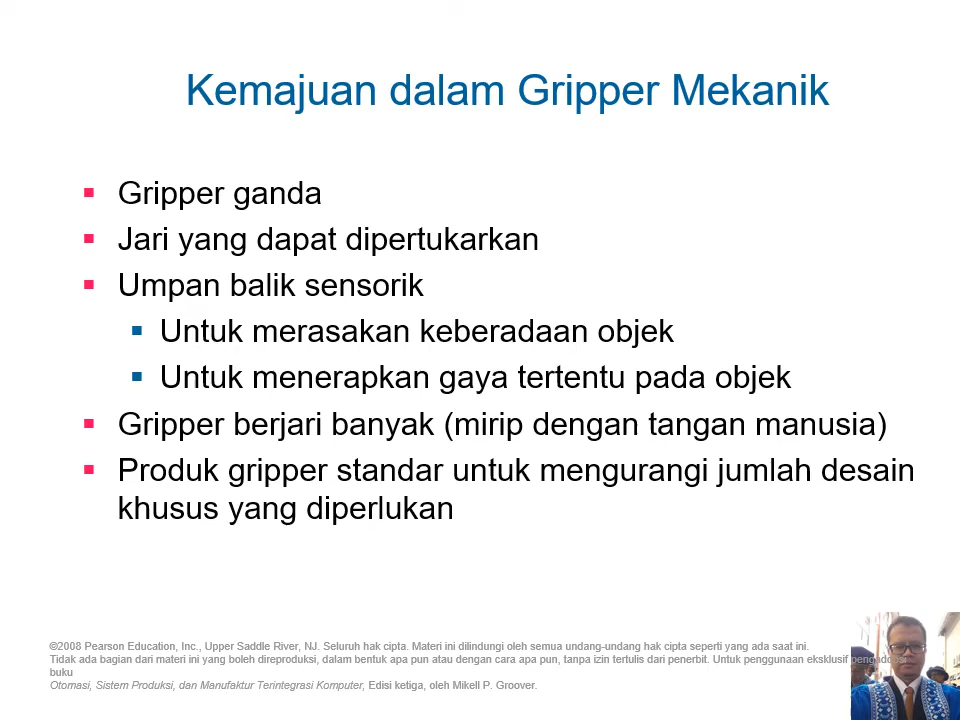 Kemajuan dalam Gripper Mekanik
Gripper ganda
Jari yang dapat dipertukarkan
Umpan balik sensorik
Untuk merasakan keberadaan objek
Untuk menerapkan gaya tertentu pada objek
Gripper berjari banyak (mirip dengan tangan manusia)
Produk gripper standar untuk mengurangi jumlah desain
khusus yang diperlukan
©2008 Pearson Education, Inc., Upper Saddle River, NJ. Seluruh hak cipta. Materi ini dilindungi oleh semua undang-undang hak cipta seperti yang ada saat ini.
Tidak ada bagian dari materi ini yang boleh direproduksi, dalam bentuk apa pun atau dengan cara apa pun, tanpa izin tertulis dari penerbit. Untuk penggunaan eksklusif
buku
Otomasi, Sistem Produksi, dan Manufaktur Terintegrasi Komputer, Edisi ketiga, oleh Mikell P. Groover.